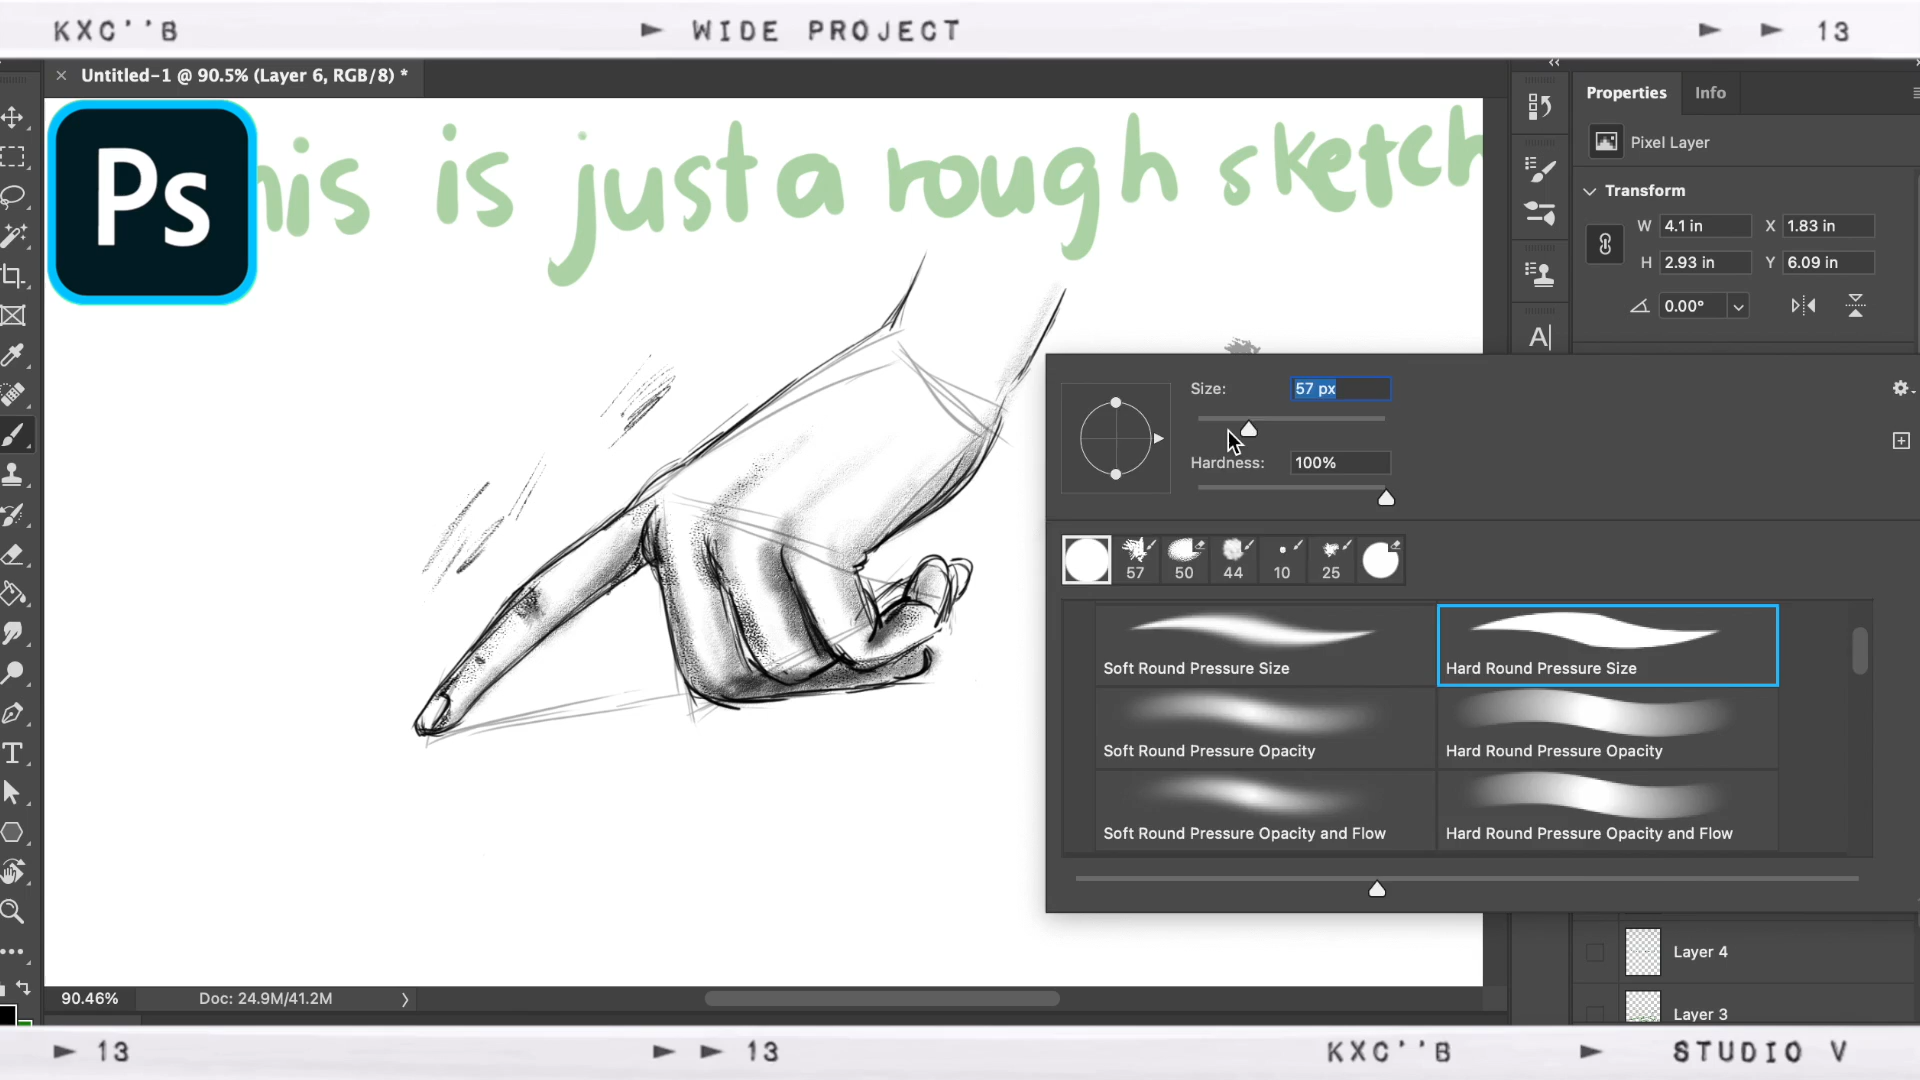 KXC''B ► WIDE PROJECT ► ► 13
× Untitled-1 @ 90.5% (Layer 6, RGB/8) *
Ps
his is just a rough sketch
Properties Info
Pixel Layer
Transform
W 4.1 in X 1.83 in
H 2.93 in Y 6.09 in
0.00°
A|
Size: 57 px
Hardness: 100%
57 50 44 10 25
Soft Round Pressure Size Hard Round Pressure Size
Soft Round Pressure Opacity Hard Round Pressure Opacity
Soft Round Pressure Opacity and Flow Hard Round Pressure Opacity and Flow
T
Layer 4
Layer 3
90.46% Doc: 24.9M/41.2M
► 13 ► ► 13 KXC''B ► STUDIO V